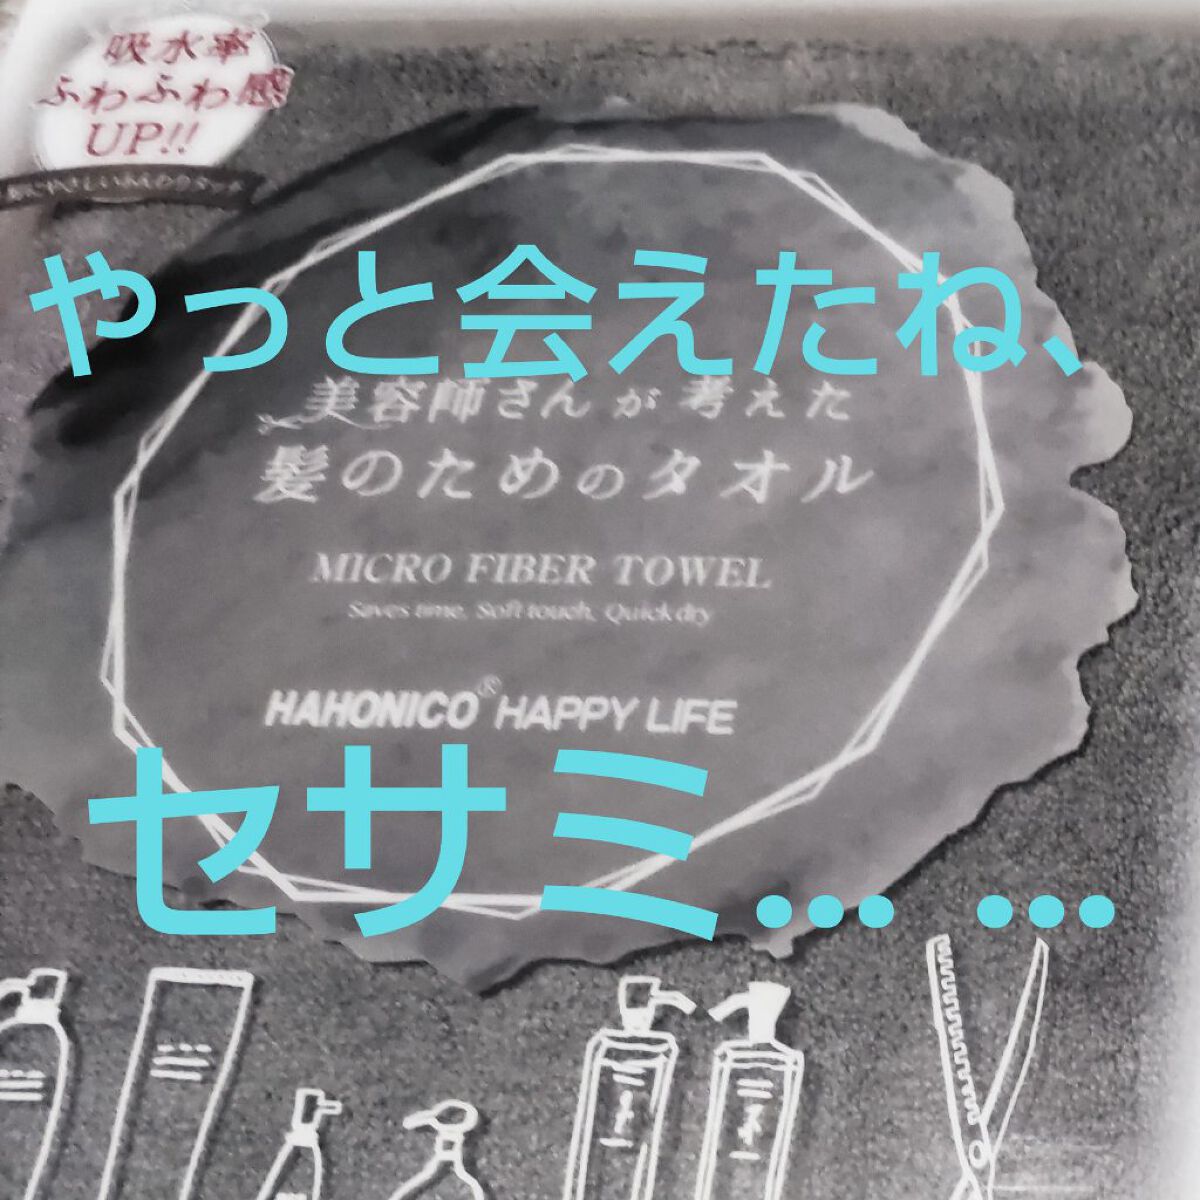 吸水率
ふわふわ感
UP!!
やっと会えたね、
美容師さんが考えた
髪のためのタオル
MICRO FIBER TOWEL
Saves time, Soft touch, Quick dry
HAHONICO® HAPPY LIFE
セサミ... ...